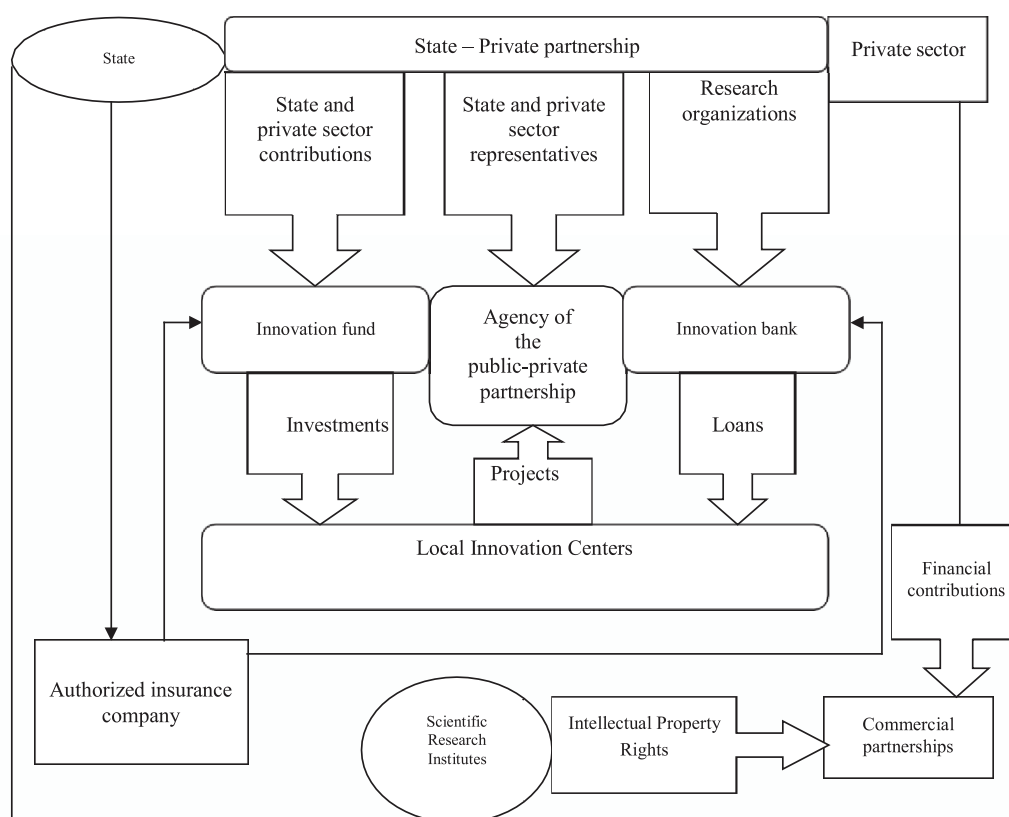 State
State – Private partnership
Private sector
State and
private sector
contributions
State and private
sector
representatives
Research
organizations
Innovation fund
Agency of
the
public-private
partnership
Innovation bank
Investments
Projects
Loans
Local Innovation Centers
Financial
contributions
Authorized insurance
company
Scientific
Research
Institutes
Intellectual Property
Rights
Commercial
partnerships